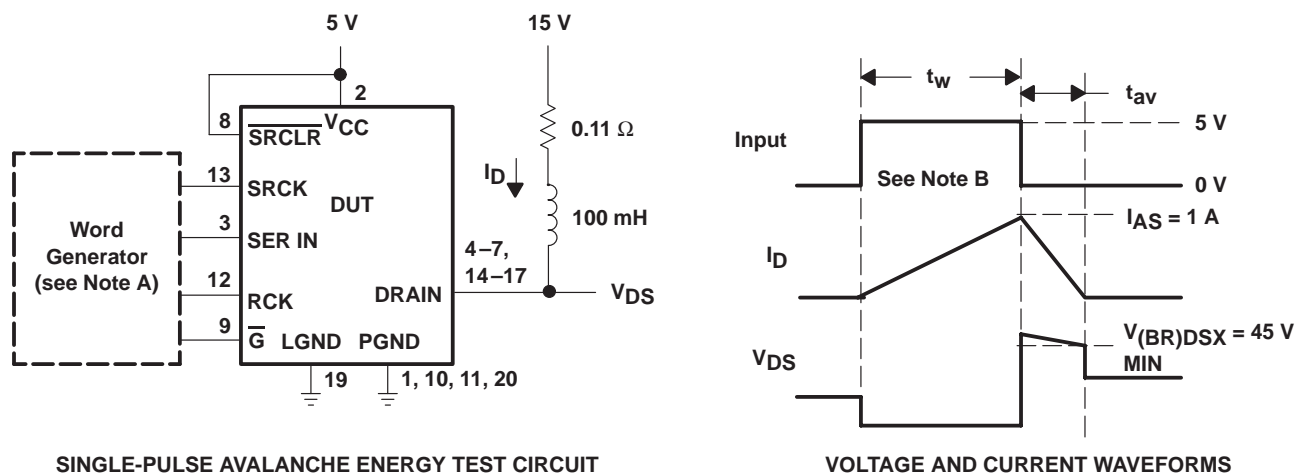 5 V
15 V
2
8
SRCLR
VCC
0.11 Ω
ID
13
SRCK
DUT
100 mH
Word
Generator
(see Note A)
3
SER IN
4–7,
14–17
12
RCK
DRAIN
VDS
9
G
LGND
PGND
19
1, 10, 11, 20
SINGLE-PULSE AVALANCHE ENERGY TEST CIRCUIT
tw
tav
Input
5 V
See Note B
0 V
IAS = 1 A
ID
V(BR)DSX = 45 V
MIN
VDS
VOLTAGE AND CURRENT WAVEFORMS